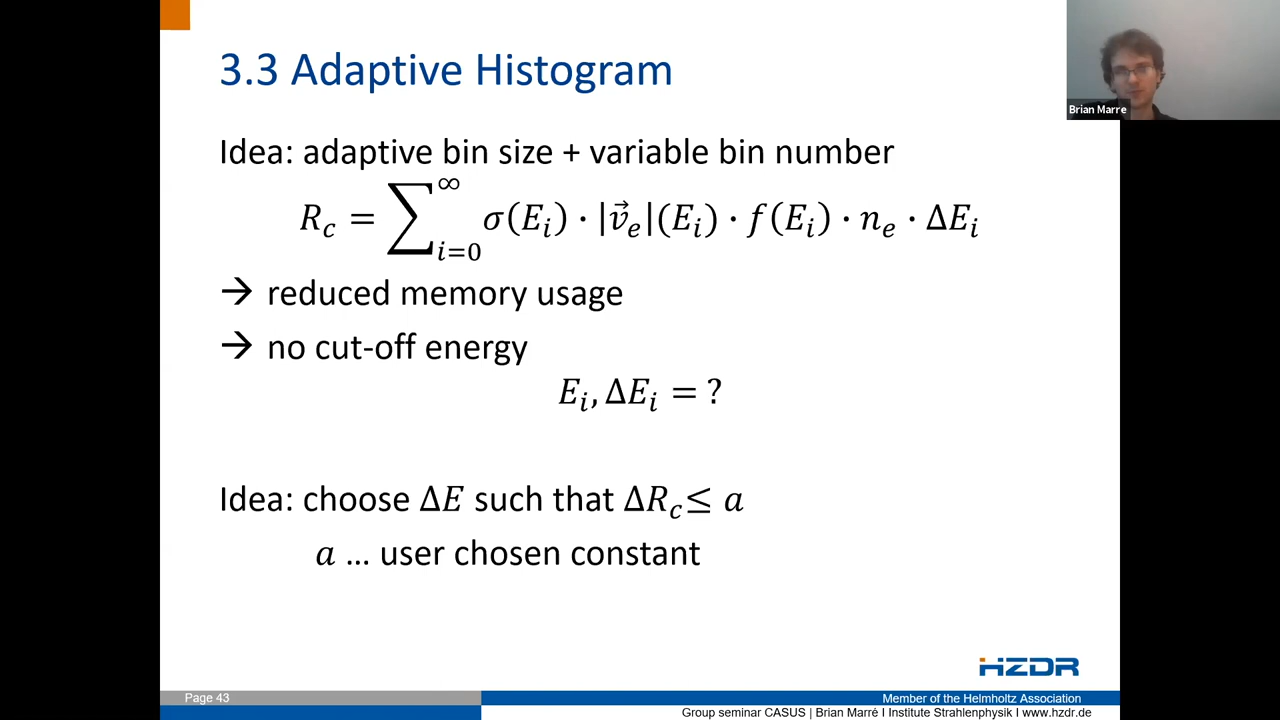 3.3 Adaptive Histogram
Brian Marre
Idea: adaptive bin size + variable bin number
R_c = ∑_{i=0}^{∞} σ(E_i) · |v⃗_e|(E_i) · f(E_i) · n_e · ΔE_i
→ reduced memory usage
→ no cut-off energy
E_i, ΔE_i = ?
Idea: choose ΔE such that ΔR_c ≤ a
a ... user chosen constant
HZDR
Page 43
Member of the Helmholtz Association
Group seminar CASUS | Brian Marré I Institute Strahlenphysik I www.hzdr.de